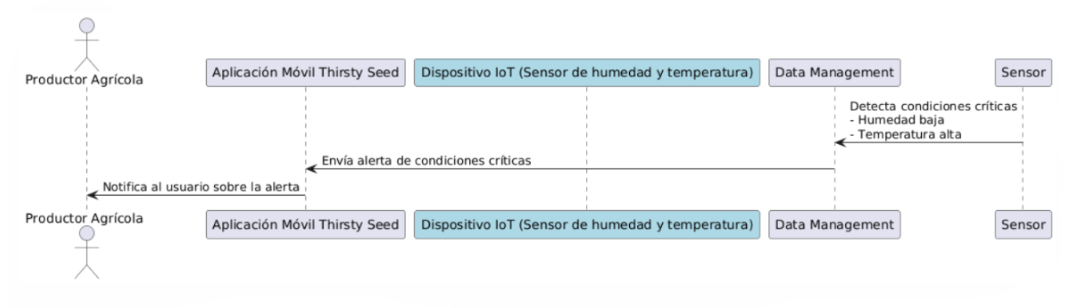 Productor Agrícola
Aplicación Móvil Thirsty Seed
Dispositivo IoT (Sensor de humedad y temperatura)
Data Management
Sensor
Detecta condiciones críticas
- Humedad baja
- Temperatura alta
Envía alerta de condiciones críticas
Notifica al usuario sobre la alerta
Productor Agrícola
Aplicación Móvil Thirsty Seed
Dispositivo IoT (Sensor de humedad y temperatura)
Data Management
Sensor